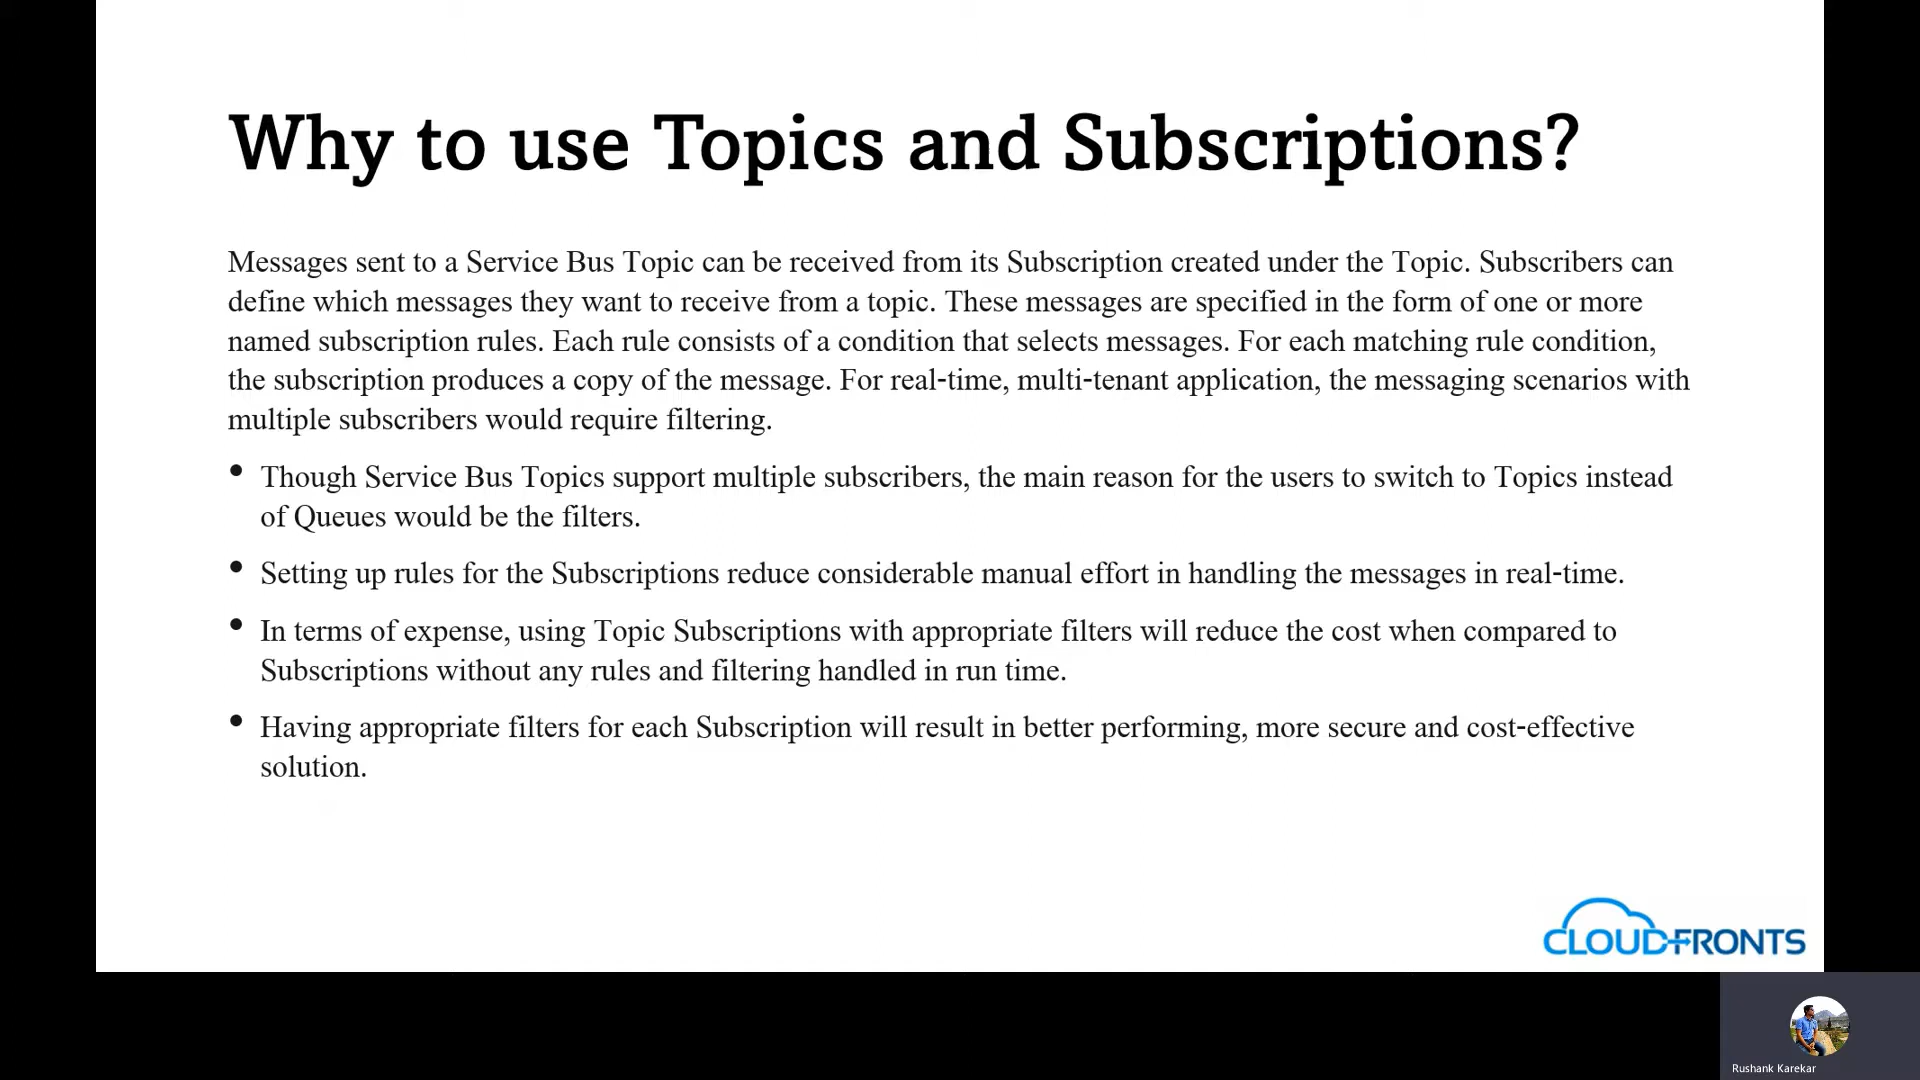 Why to use Topics and Subscriptions?
Messages sent to a Service Bus Topic can be received from its Subscription created under the Topic. Subscribers can
define which messages they want to receive from a topic. These messages are specified in the form of one or more
named subscription rules. Each rule consists of a condition that selects messages. For each matching rule condition,
the subscription produces a copy of the message. For real-time, multi-tenant application, the messaging scenarios with
multiple subscribers would require filtering.
• Though Service Bus Topics support multiple subscribers, the main reason for the users to switch to Topics instead
of Queues would be the filters.
• Setting up rules for the Subscriptions reduce considerable manual effort in handling the messages in real-time.
• In terms of expense, using Topic Subscriptions with appropriate filters will reduce the cost when compared to
Subscriptions without any rules and filtering handled in run time.
• Having appropriate filters for each Subscription will result in better performing, more secure and cost-effective
solution.
CLOUDFRONTS
Rushank Karekar